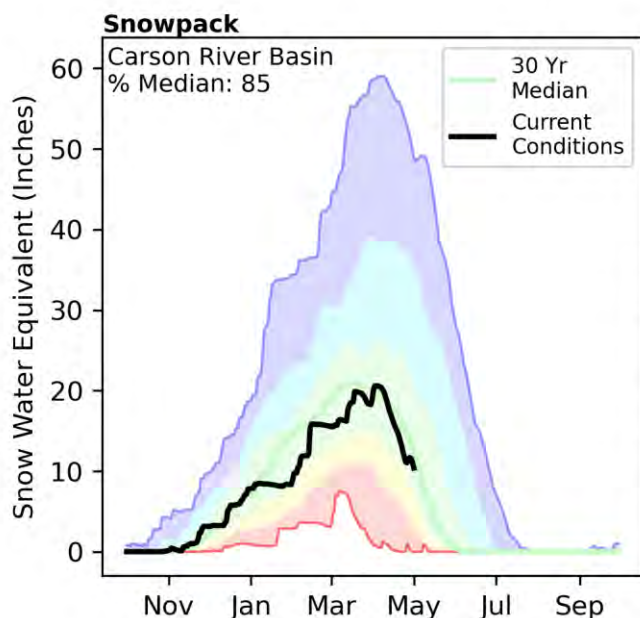 Snowpack
Carson River Basin
% Median: 85
30 Yr
Median
Current
Conditions
Snow Water Equivalent (Inches)
60
50
40
30
20
10
0
Nov
Jan
Mar
May
Jul
Sep